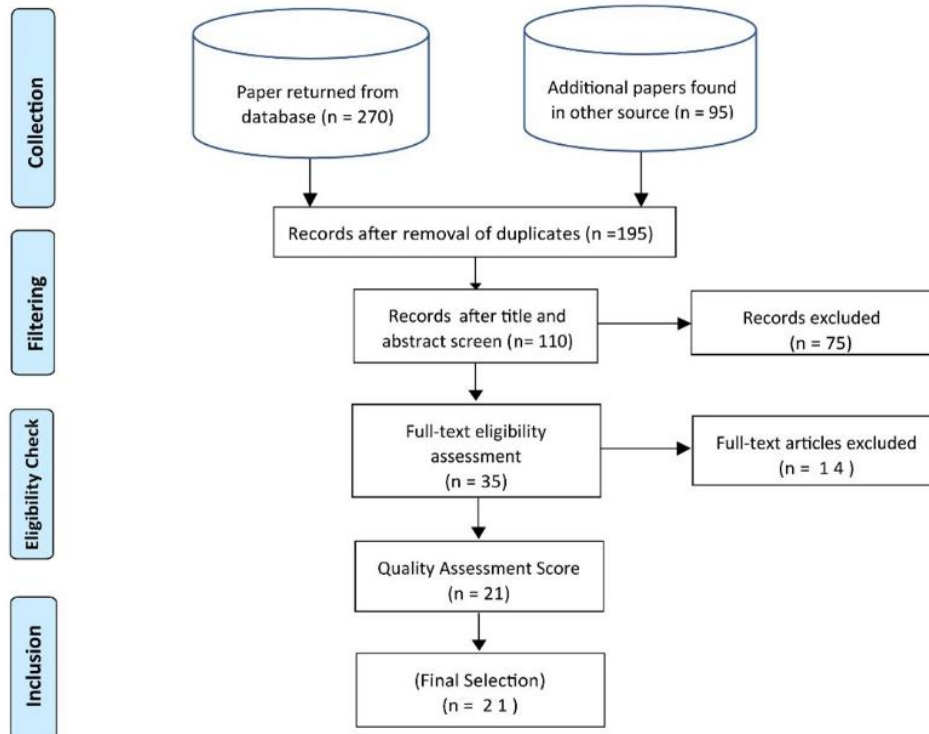 Collection
Paper returned from
database (n = 270)
Additional papers found
in other source (n = 95)
Records after removal of duplicates (n =195)
Filtering
Records after title and
abstract screen (n= 110)
Records excluded
(n = 75)
Eligibility Check
Full-text eligibility
assessment
(n = 35)
Full-text articles excluded
(n = 1 4 )
Quality Assessment Score
(n = 21)
Inclusion
(Final Selection)
(n = 2 1 )